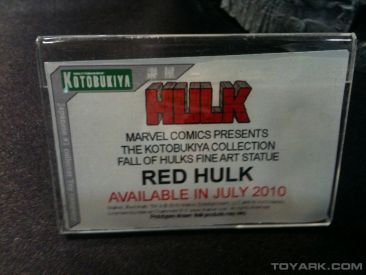 KOTOBUKIYA
HULK
MARVEL COMICS PRESENTS
THE KOTOBUKIYA COLLECTION
FALL OF HULKS FINE ART STATUE
RED HULK
AVAILABLE IN JULY 2010
TOYARK.COM